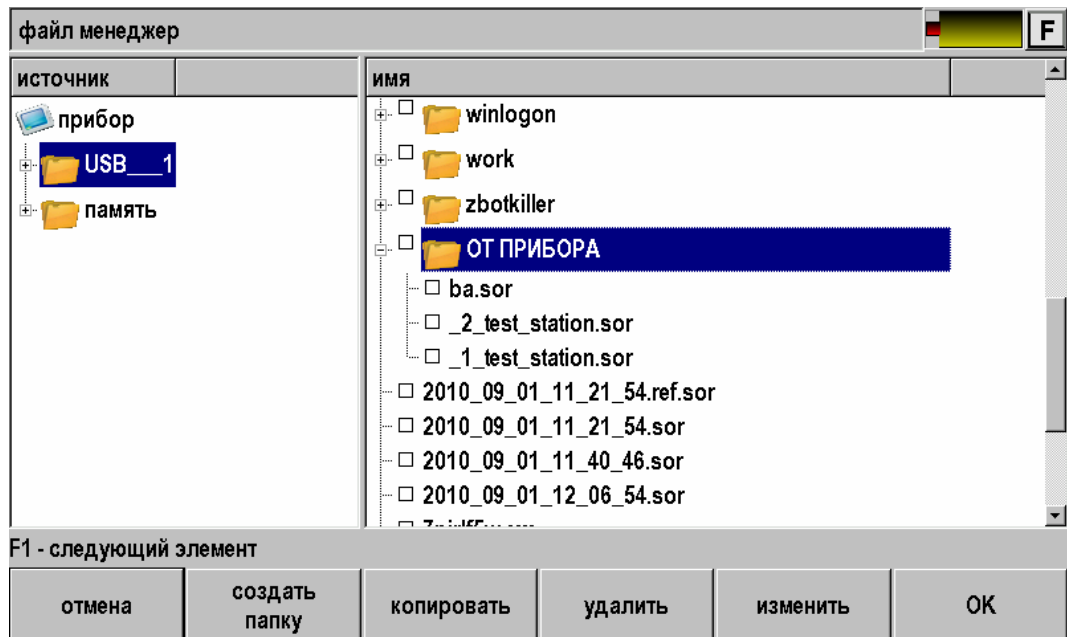 файл менеджер
F
источник
имя
прибор
USB___1
память
winlogon
work
zbotkiller
ОТ ПРИБОРА
ba.sor
_2_test_station.sor
_1_test_station.sor
2010_09_01_11_21_54.ref.sor
2010_09_01_11_21_54.sor
2010_09_01_11_40_46.sor
2010_09_01_12_06_54.sor
F1 - следующий элемент
отмена
создать
папку
копировать
удалить
изменить
OK